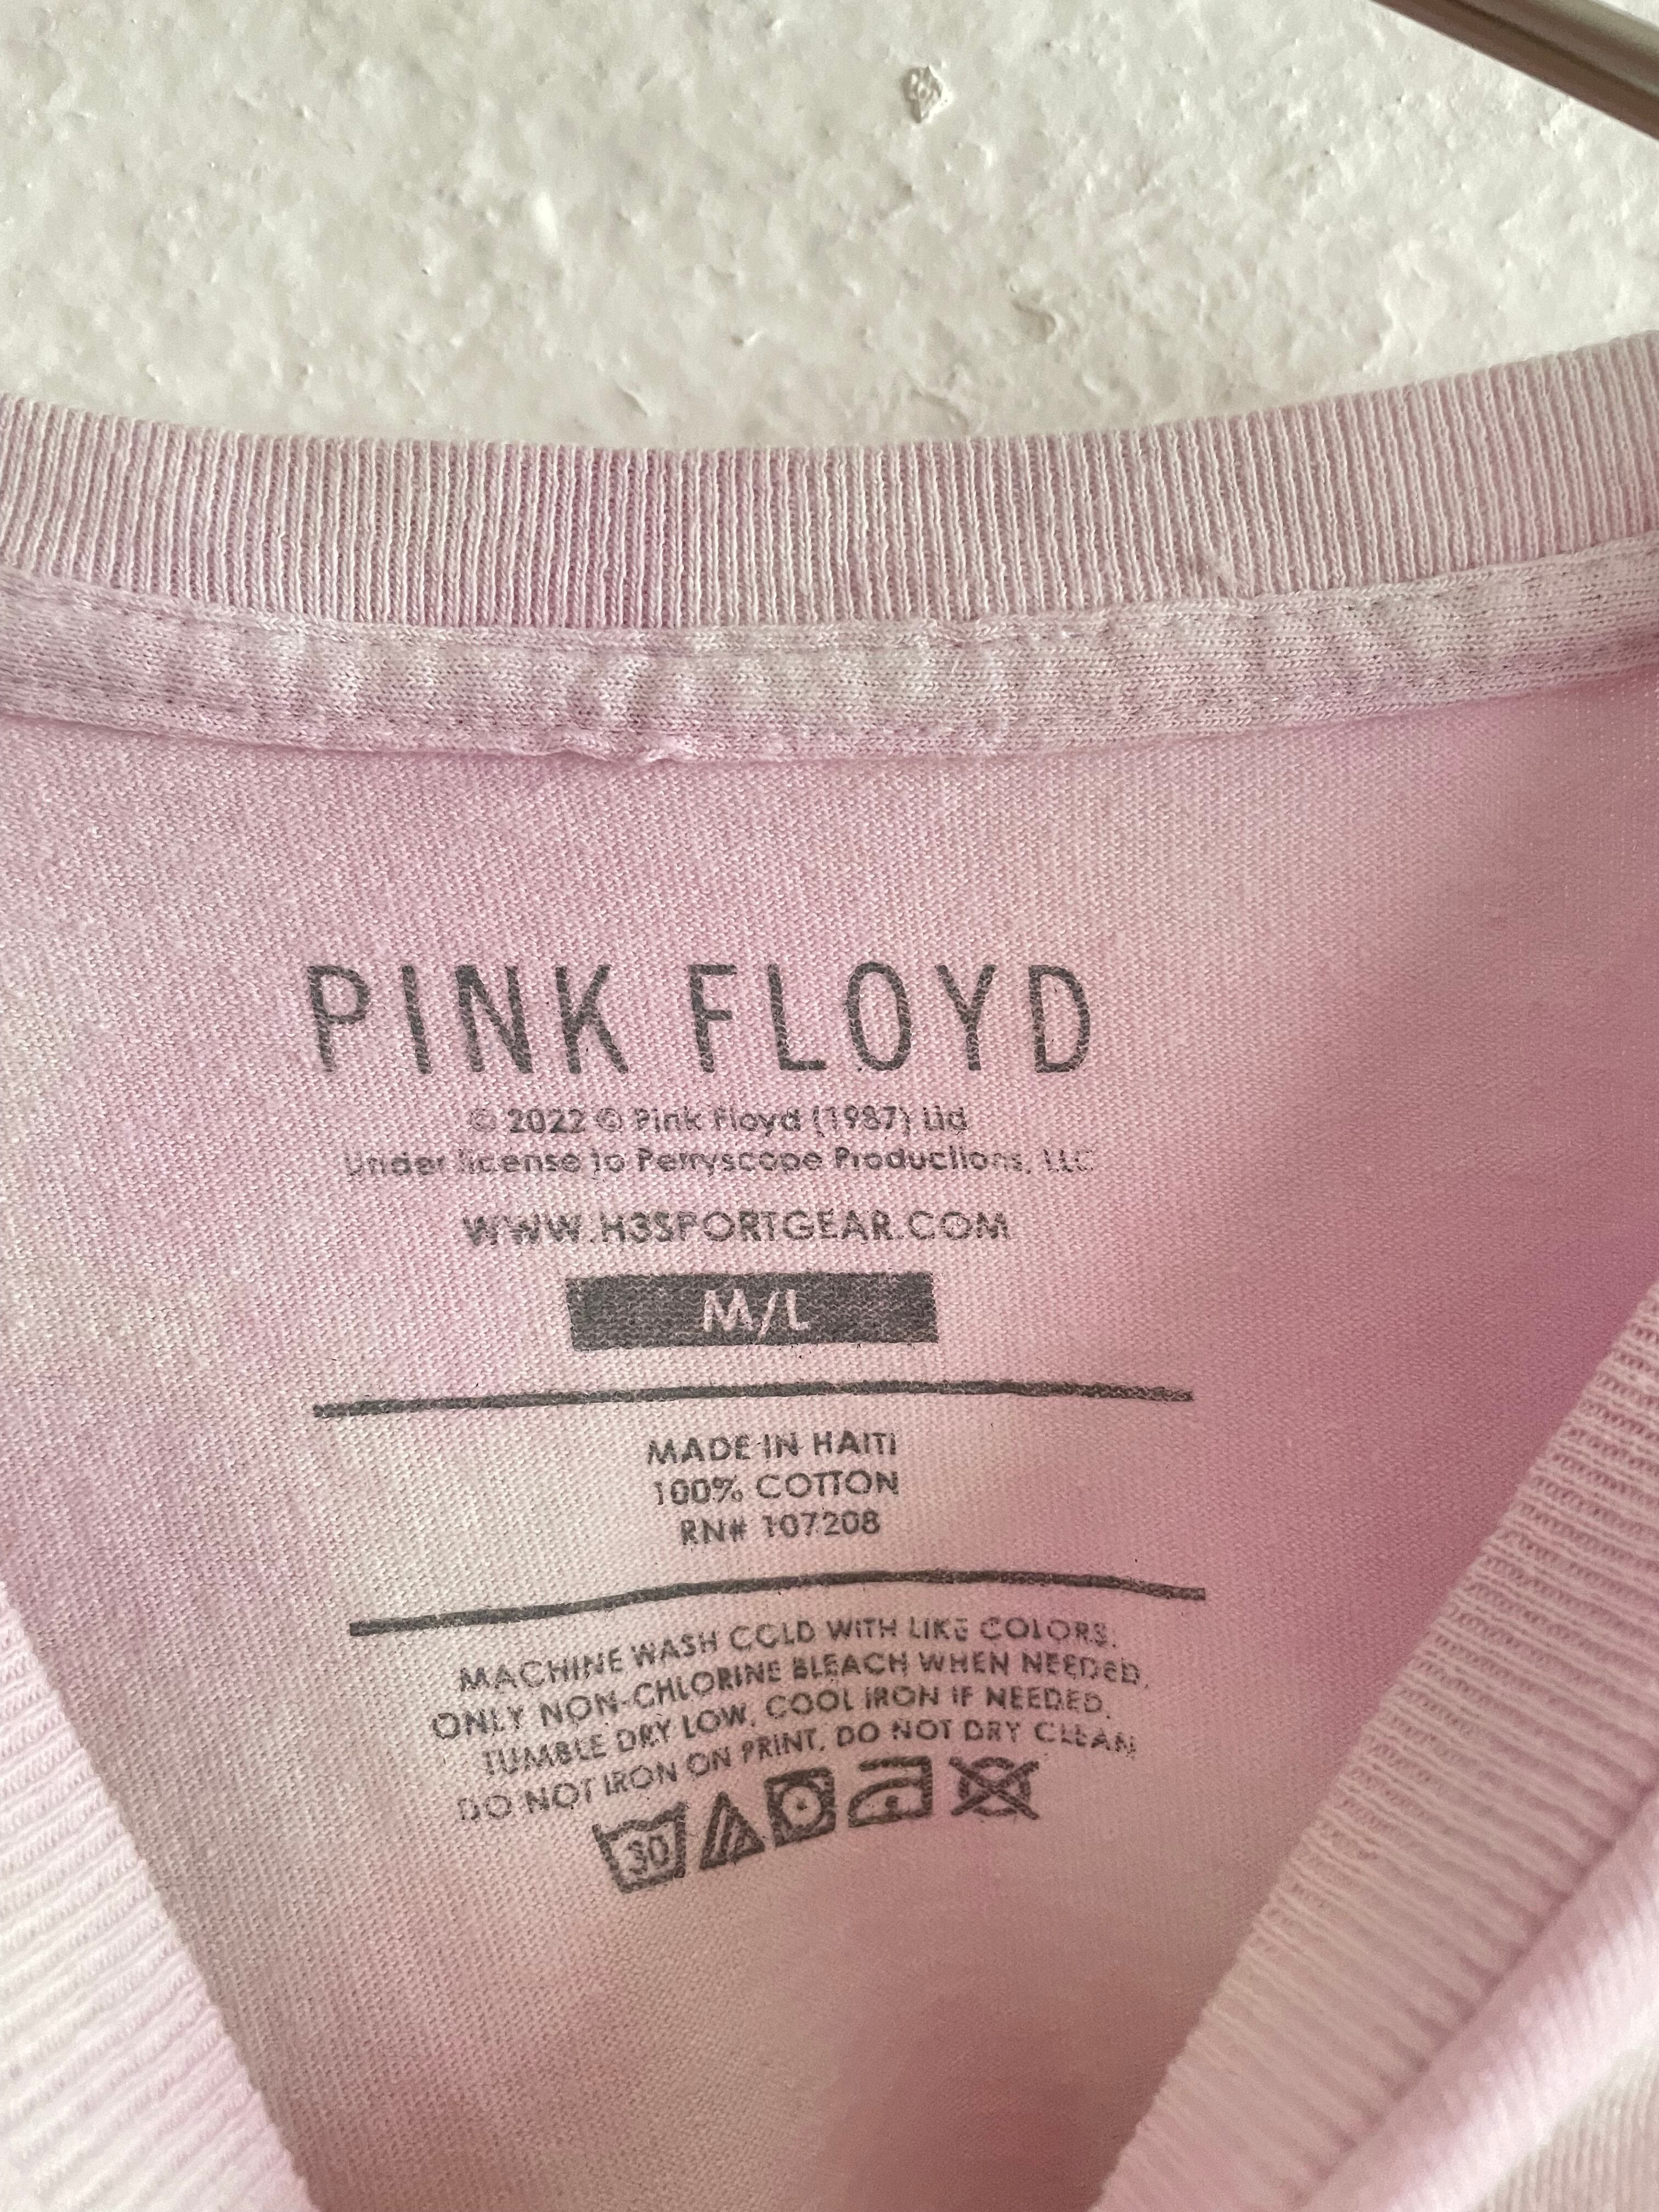 PINK FLOYD
© 2022 © Pink Floyd (1987) Ltd
Under license to Perryscope Productions, LLC
WWW.H3SPORTGEAR.COM
M/L
MADE IN HAITI
100% COTTON
RN# 107208
MACHINE WASH COLD WITH LIKE COLORS.
ONLY NON-CHLORINE BLEACH WHEN NEEDED.
TUMBLE DRY LOW. COOL IRON IF NEEDED.
DO NOT IRON ON PRINT. DO NOT DRY CLEAN
30